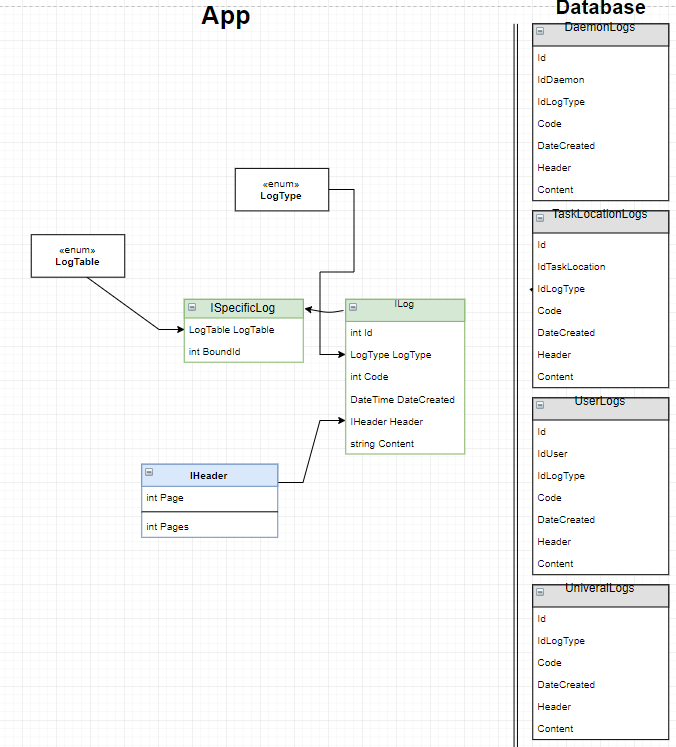 App
Database
«enum»
LogType
«enum»
LogTable
ISpecificLog
LogTable LogTable
int BoundId
ILog
int Id
LogType LogType
int Code
DateTime DateCreated
IHeader Header
string Content
IHeader
int Page
int Pages
DaemonLogs
Id
IdDaemon
IdLogType
Code
DateCreated
Header
Content
TaskLocationLogs
Id
IdTaskLocation
IdLogType
Code
DateCreated
Header
Content
UserLogs
Id
IdUser
IdLogType
Code
DateCreated
Header
Content
UniveralLogs
Id
IdLogType
Code
DateCreated
Header
Content